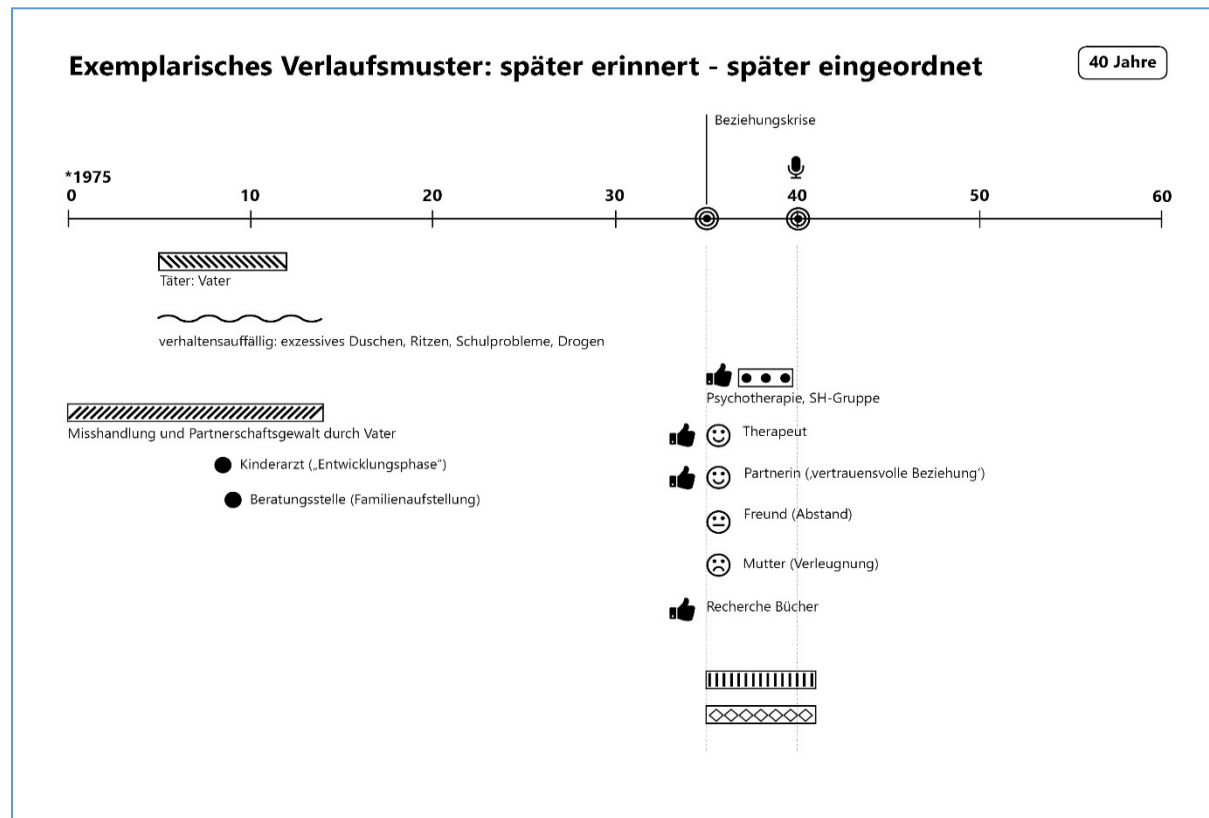 Exemplarisches Verlaufsmuster: später erinnert - später eingeordnet
40 Jahre
Beziehungskrise
*1975
0 10 20 30 40 50 60
Täter: Vater
verhaltensauffällig: exzessives Duschen, Ritzen, Schulprobleme, Drogen
Psychotherapie, SH-Gruppe
Misshandlung und Partnerschaftsgewalt durch Vater
Therapeut
Kinderarzt („Entwicklungsphase“)
Partnerin (‚vertrauensvolle Beziehung‘)
Beratungsstelle (Familienaufstellung)
Freund (Abstand)
Mutter (Verleugnung)
Recherche Bücher